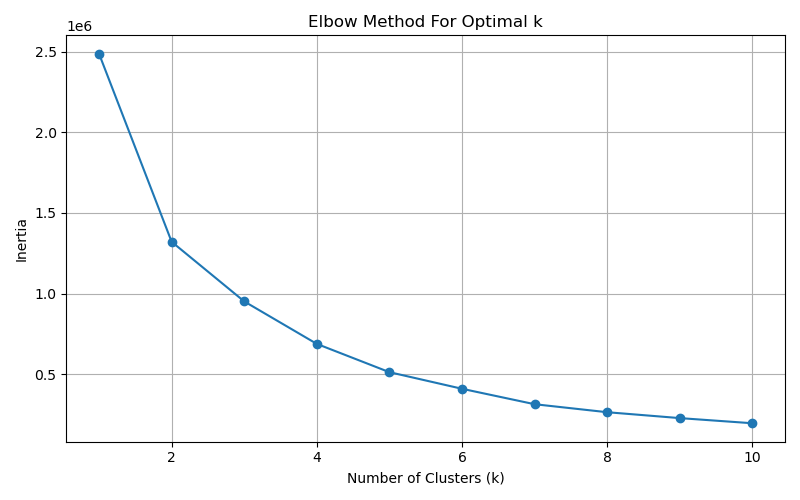 Elbow Method For Optimal k
1e6
2.5
2.0
1.5
1.0
0.5
Inertia
2 4 6 8 10
Number of Clusters (k)